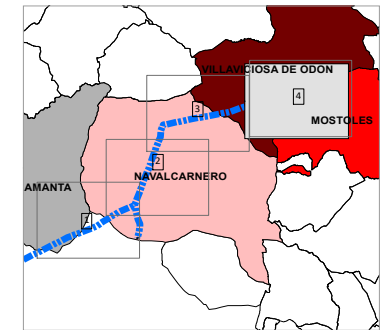 VILLAVICIOSA DE ODON
4
3
MOSTOLES
2
NAVALCARNERO
AMANTA
1